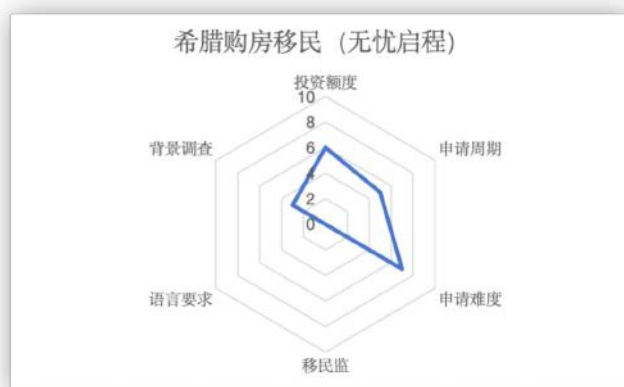 希腊购房移民（无忧启程）
投资额度
10
8
6
4
2
0
背景调查
申请周期
语言要求
申请难度
移民监